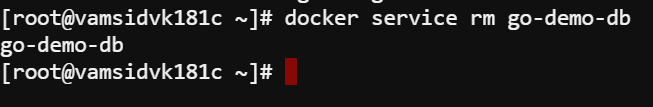 [root@vamsidvk181c ~]# docker service rm go-demo-db
go-demo-db
[root@vamsidvk181c ~]#